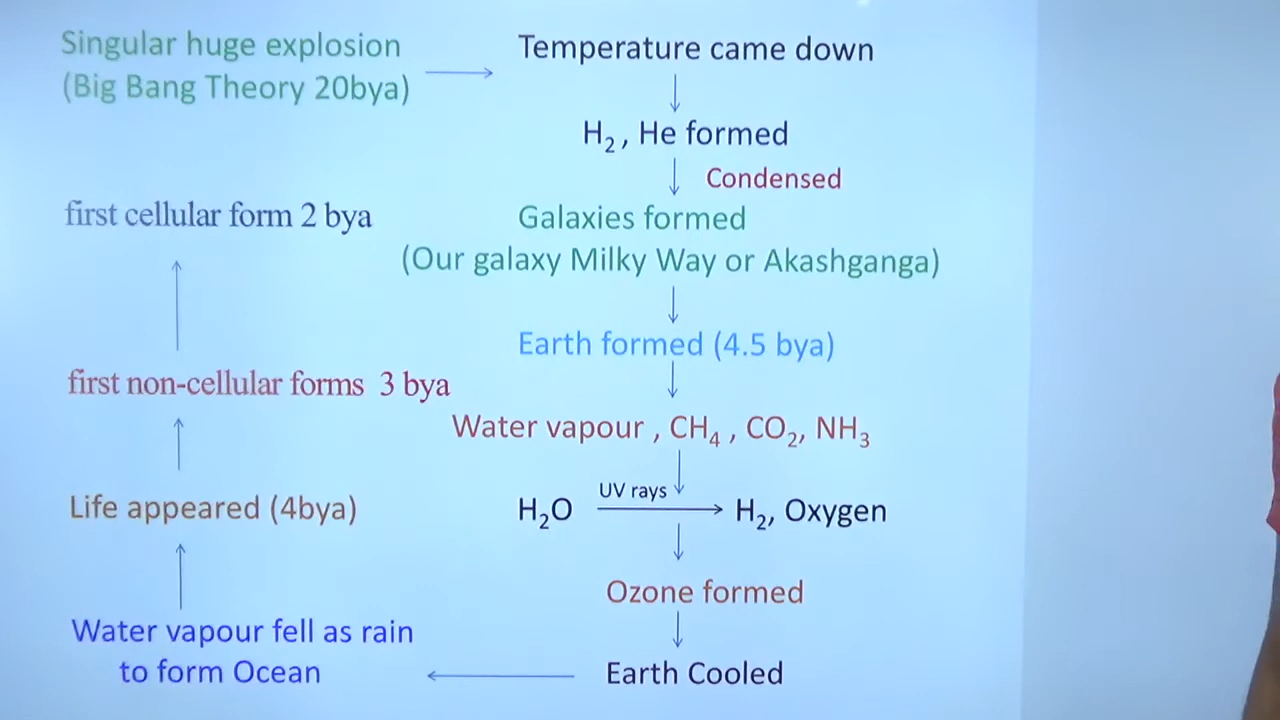 Singular huge explosion
(Big Bang Theory 20bya)
Temperature came down
H₂ , He formed
Condensed
Galaxies formed
(Our galaxy Milky Way or Akashganga)
Earth formed (4.5 bya)
Water vapour , CH₄ , CO₂, NH₃
UV rays
H₂O → H₂, Oxygen
Ozone formed
Earth Cooled
Water vapour fell as rain
to form Ocean
Life appeared (4bya)
first non-cellular forms 3 bya
first cellular form 2 bya